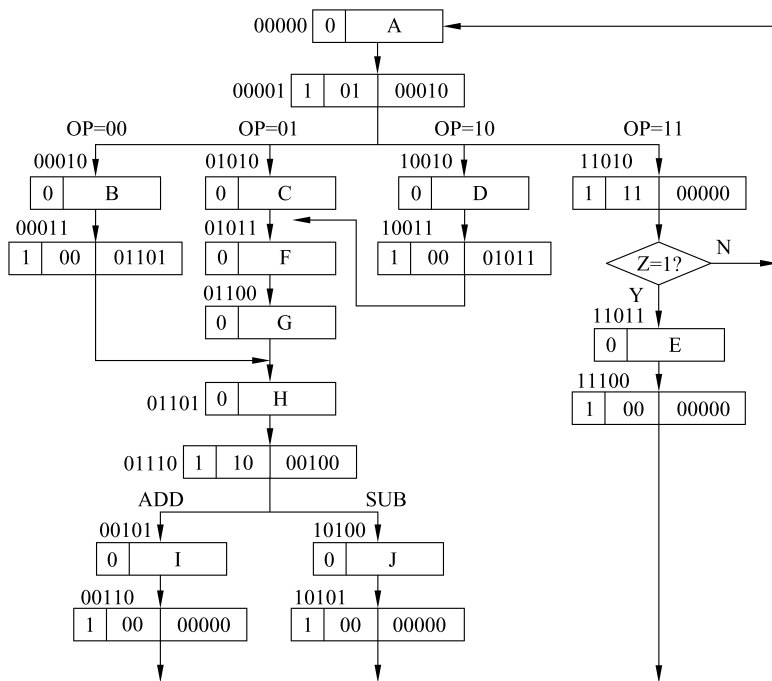 00000 0 A
00001 1 01 00010
OP=00 OP=01 OP=10 OP=11
00010 01010 10010 11010
0 B 0 C 0 D 1 11 00000
00011 01011 10011
1 00 01101 0 F 1 00 01011 Z=1? N
01100 Y
0 G 11011
0 E
01101 0 H 11100
1 00 00000
01110 1 10 00100
ADD SUB
00101 10100
0 I 0 J
00110 10101
1 00 00000 1 00 00000